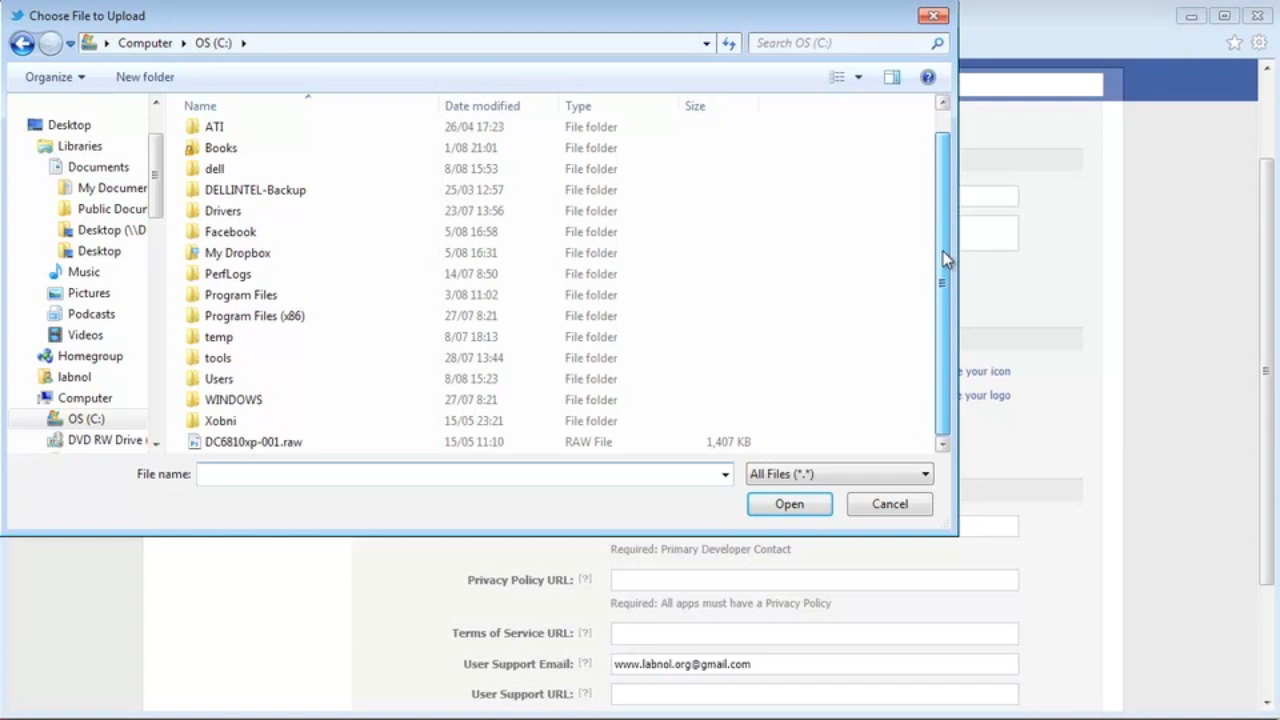 Choose File to Upload
Computer OS (C:)
Search OS (C:)
Organize New folder
Name Date modified Type Size
Desktop
Libraries
Documents
My Documer
Public Docur
Desktop (\\D
Desktop
Music
Pictures
Podcasts
Videos
Homegroup
labnol
Computer
OS (C:)
DVD RW Drive (
ATI 26/04 17:23 File folder
Books 1/08 21:01 File folder
dell 8/08 15:53 File folder
DELLINTEL-Backup 25/03 12:57 File folder
Drivers 23/07 13:56 File folder
Facebook 5/08 16:58 File folder
My Dropbox 5/08 16:31 File folder
PerfLogs 14/07 8:50 File folder
Program Files 3/08 11:02 File folder
Program Files (x86) 27/07 8:21 File folder
temp 8/07 18:13 File folder
tools 28/07 13:44 File folder
Users 8/08 15:23 File folder
WINDOWS 27/07 8:21 File folder
Xobni 15/05 23:21 File folder
DC6810xp-001.raw 15/05 11:10 RAW File 1,407 KB
File name: All Files (*.*)
Open Cancel
e your icon
e your logo
Required: Primary Developer Contact
Privacy Policy URL: [?]
Required: All apps must have a Privacy Policy
Terms of Service URL: [?]
User Support Email: [?] www.labnol.org@gmail.com
User Support URL: [?]